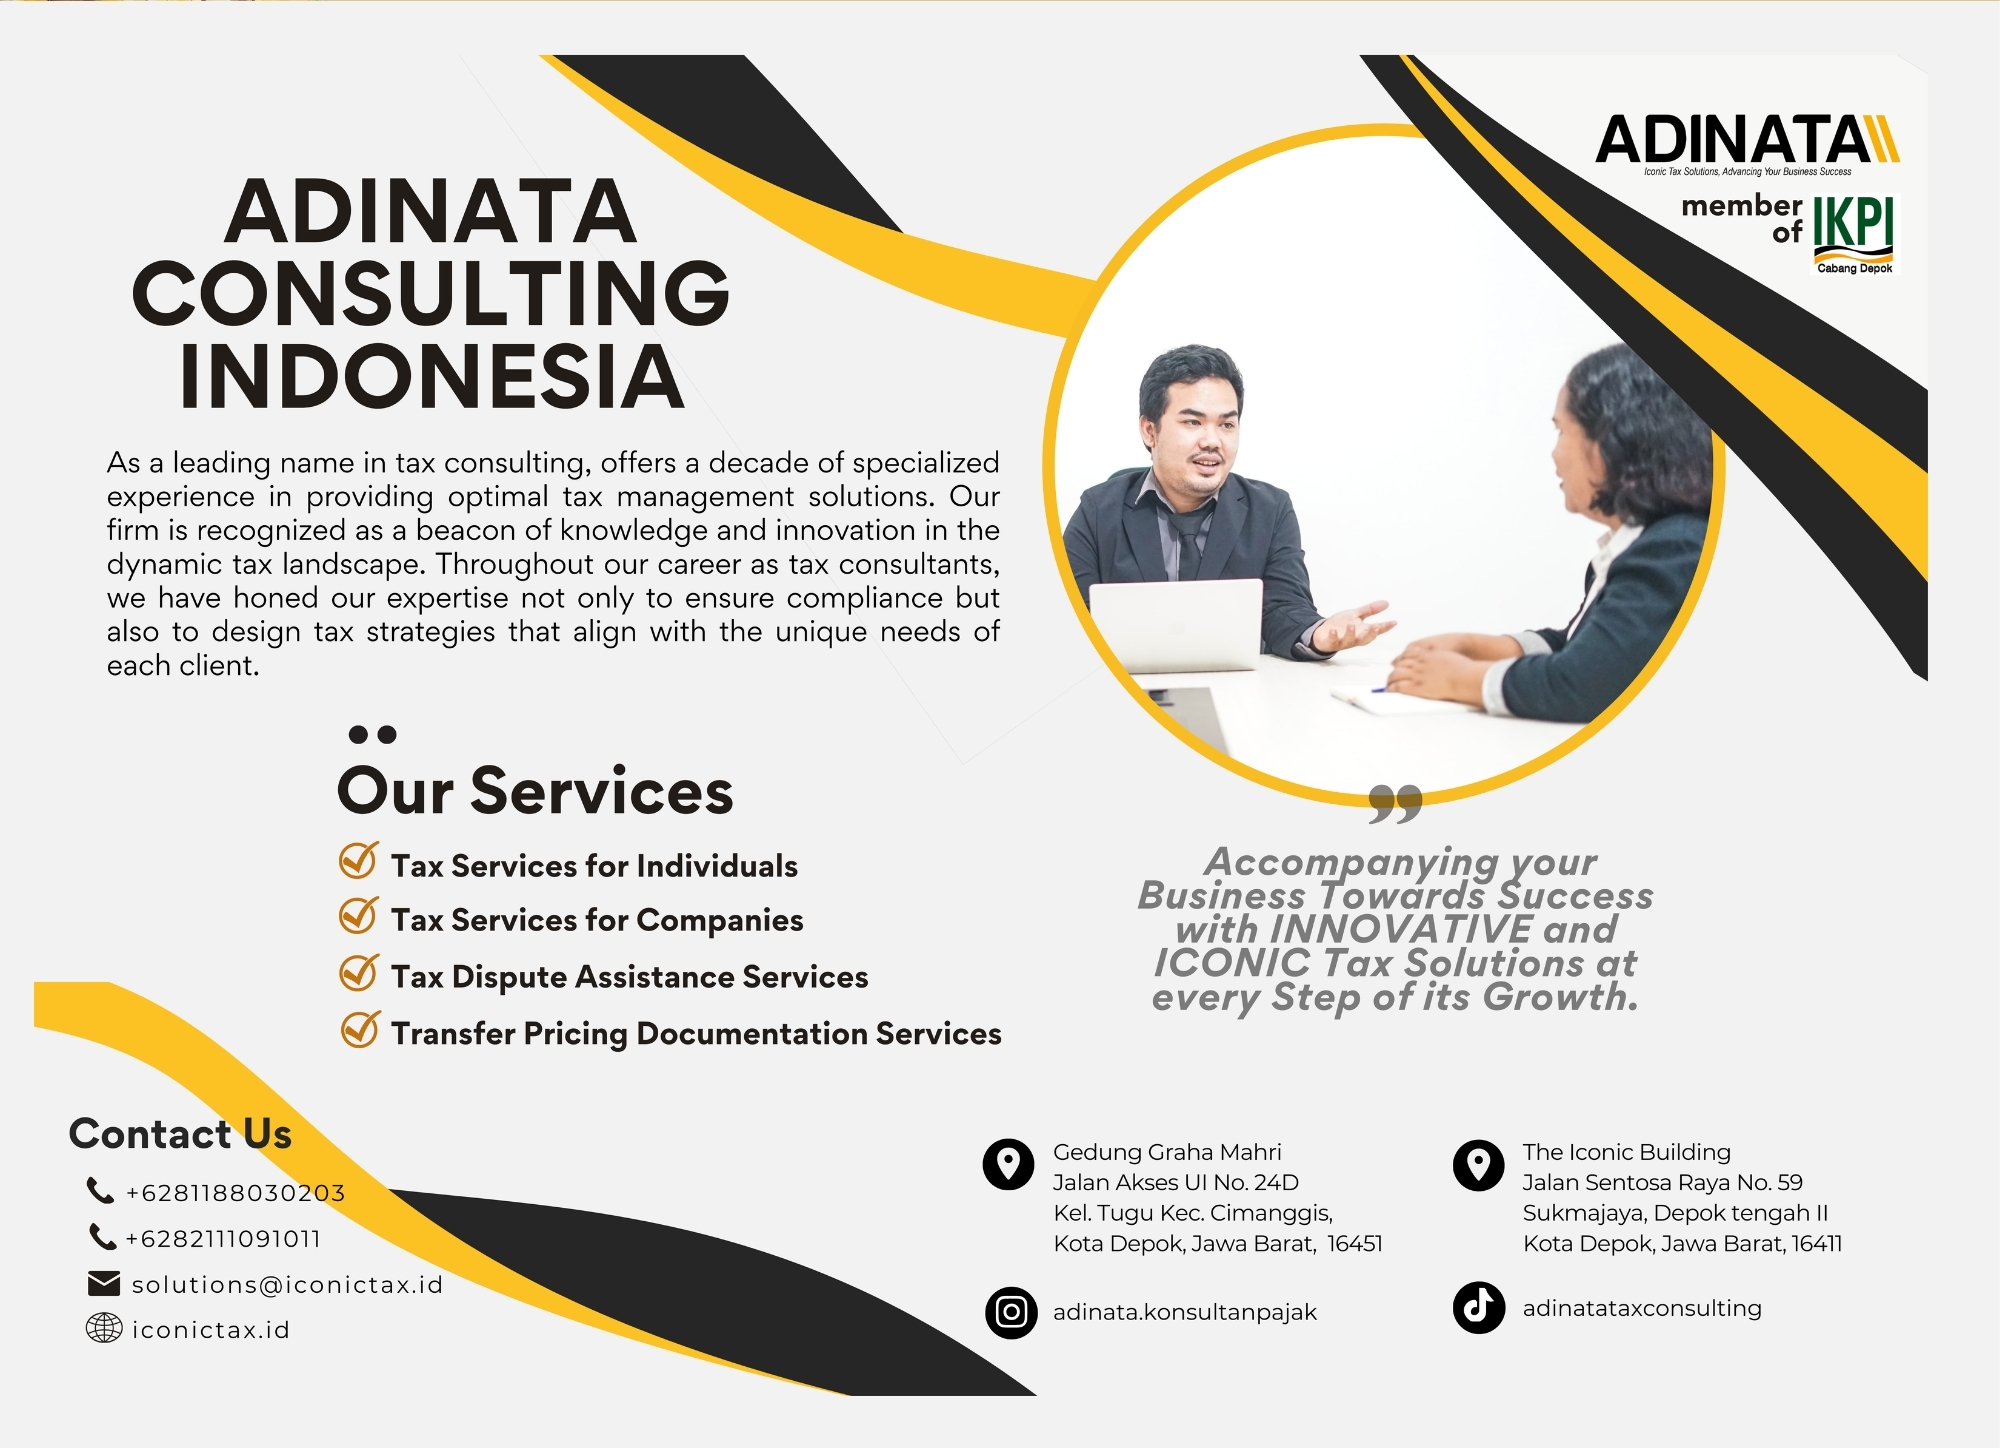 ADINATA
Iconic Tax Solutions, Advancing Your Business Success
member
of
IKPI
Cabang Depok
ADINATA
CONSULTING
INDONESIA
As a leading name in tax consulting, offers a decade of specialized
experience in providing optimal tax management solutions. Our
firm is recognized as a beacon of knowledge and innovation in the
dynamic tax landscape. Throughout our career as tax consultants,
we have honed our expertise not only to ensure compliance but
also to design tax strategies that align with the unique needs of
each client.
Our Services
Tax Services for Individuals
Tax Services for Companies
Tax Dispute Assistance Services
Transfer Pricing Documentation Services
”
Accompanying your
Business Towards Success
with INNOVATIVE and
ICONIC Tax Solutions at
every Step of its Growth.
Contact Us
+6281188030203
+6282111091011
solutions@iconictax.id
iconictax.id
Gedung Graha Mahri
Jalan Akses UI No. 24D
Kel. Tugu Kec. Cimanggis,
Kota Depok, Jawa Barat, 16451
adinata.konsultanpajak
The Iconic Building
Jalan Sentosa Raya No. 59
Sukmajaya, Depok tengah II
Kota Depok, Jawa Barat, 16411
adinatataxconsulting